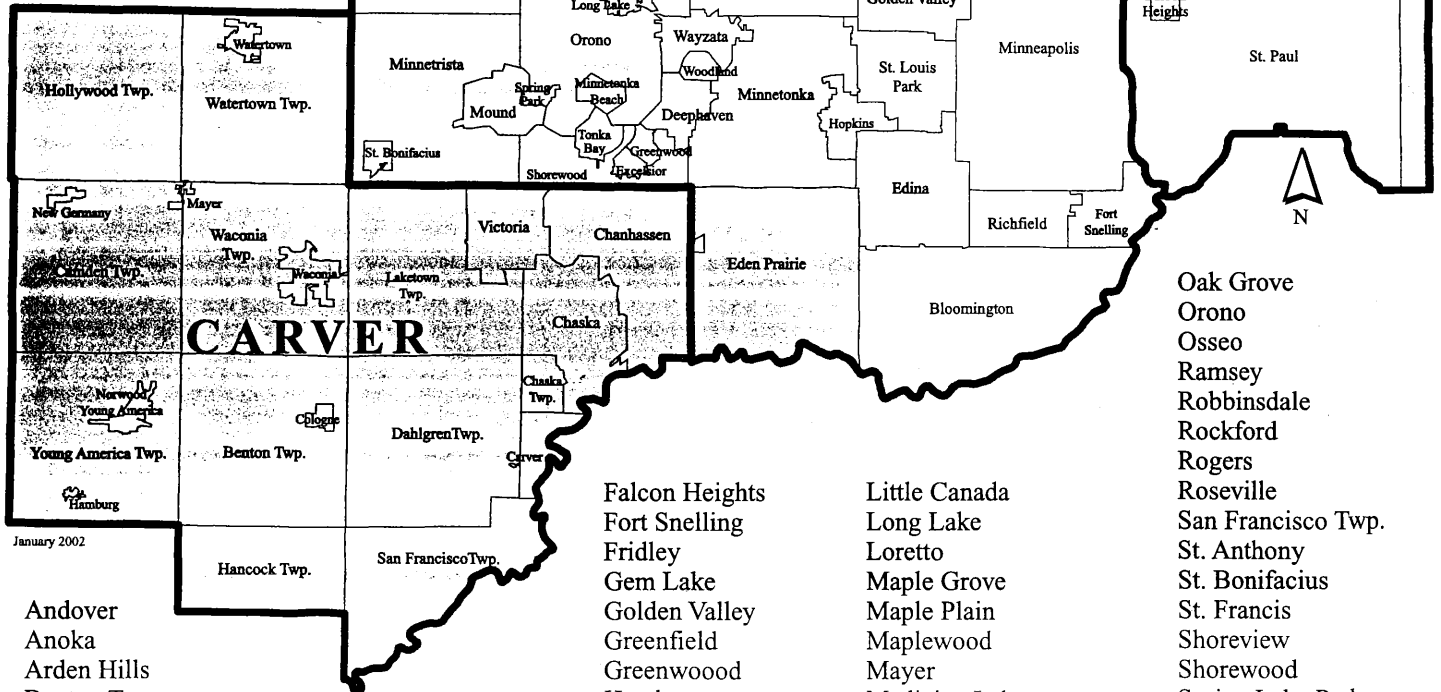 Long Lake
Golden Valley
Heights
Watertown
Orono
Wayzata
Minneapolis
St. Paul
Minnetrista
Woodland
St. Louis
Park
Hollywood Twp.
Watertown Twp.
Spring
Park
Minnetonka
Beach
Minnetonka
Mound
Deephaven
Hopkins
Tonka
Bay
St. Bonifacius
Greenwood
Excelsior
Shorewood
Edina
New Germany
Mayer
Victoria
Chanhassen
Richfield
Fort
Snelling
N
Waconia
Twp.
Camden Twp.
Waconia
Laketown
Twp.
Eden Prairie
Bloomington
CARVER
Chaska
Chaska
Twp.
Norwood
Young America
Cologne
Young America Twp.
Benton Twp.
Dahlgren Twp.
Carver
Hamburg
January 2002
Hancock Twp.
San Francisco Twp.
Andover
Anoka
Arden Hills
Falcon Heights
Fort Snelling
Fridley
Gem Lake
Golden Valley
Greenfield
Greenwoood
Little Canada
Long Lake
Loretto
Maple Grove
Maple Plain
Maplewood
Mayer
Oak Grove
Orono
Osseo
Ramsey
Robbinsdale
Rockford
Rogers
Roseville
San Francisco Twp.
St. Anthony
St. Bonifacius
St. Francis
Shoreview
Shorewood